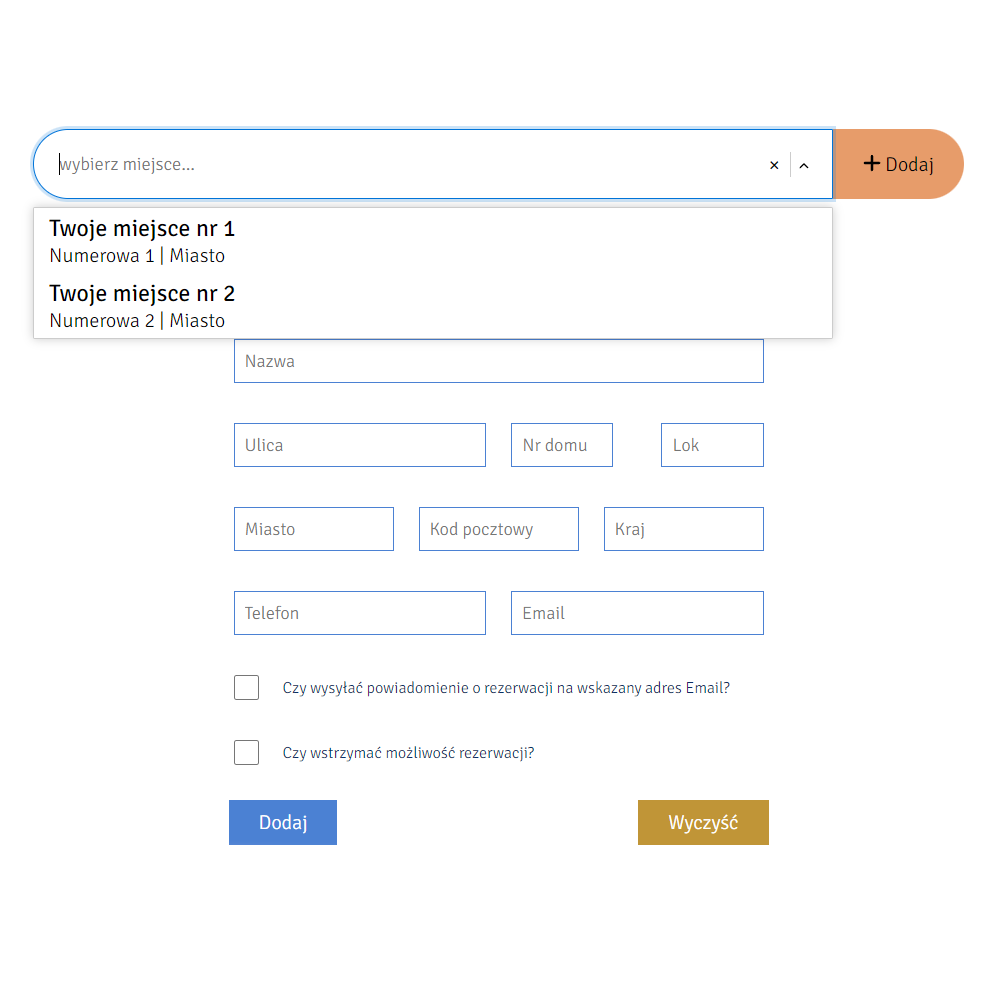 wybierz miejsce... × + Dodaj
Twoje miejsce nr 1
Numerowa 1 | Miasto
Twoje miejsce nr 2
Numerowa 2 | Miasto
Nazwa
Ulica Nr domu Lok
Miasto Kod pocztowy Kraj
Telefon Email
Czy wysyłać powiadomienie o rezerwacji na wskazany adres Email?
Czy wstrzymać możliwość rezerwacji?
Dodaj Wyczyść